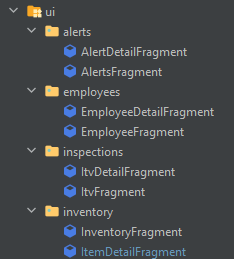 ui
alerts
AlertDetailFragment
AlertsFragment
employees
EmployeeDetailFragment
EmployeeFragment
inspections
ItvDetailFragment
ItvFragment
inventory
InventoryFragment
ItemDetailFragment